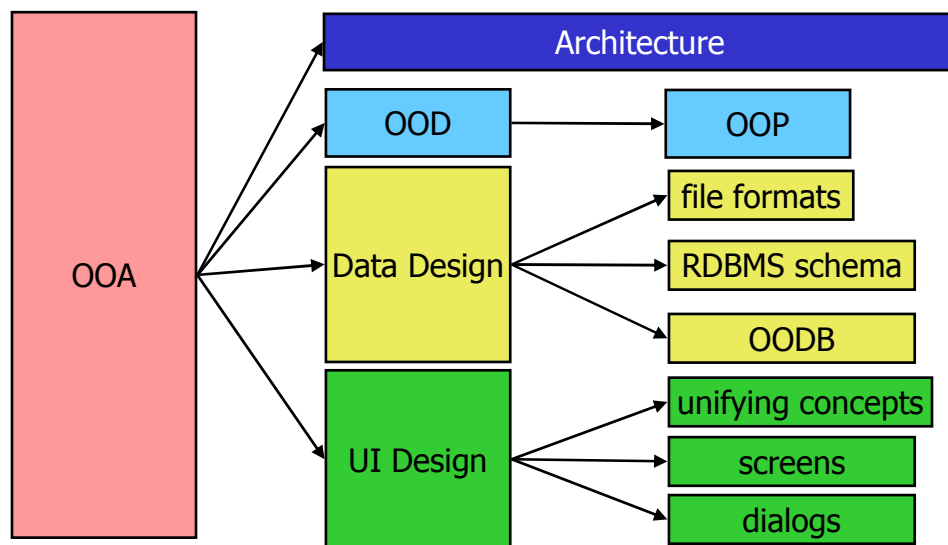 Architecture
OOD
OOP
OOA
Data Design
file formats
RDBMS schema
OODB
UI Design
unifying concepts
screens
dialogs